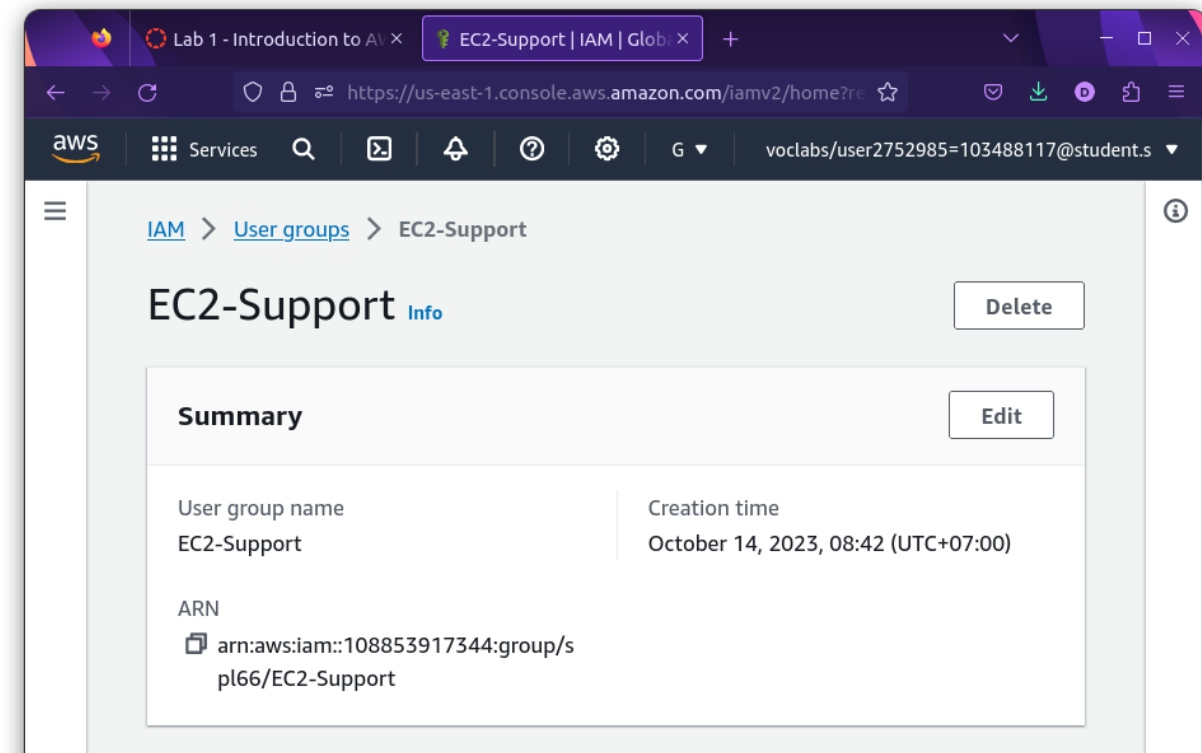 Lab 1 - Introduction to AV
EC2-Support | IAM | Globa
https://us-east-1.console.aws.amazon.com/iamv2/home?re
D
aws
Services
G
voclabs/user2752985=103488117@student.s
IAM > User groups > EC2-Support
EC2-Support Info
Delete
Summary
Edit
User group name
Creation time
EC2-Support
October 14, 2023, 08:42 (UTC+07:00)
ARN
arn:aws:iam::108853917344:group/s
pl66/EC2-Support